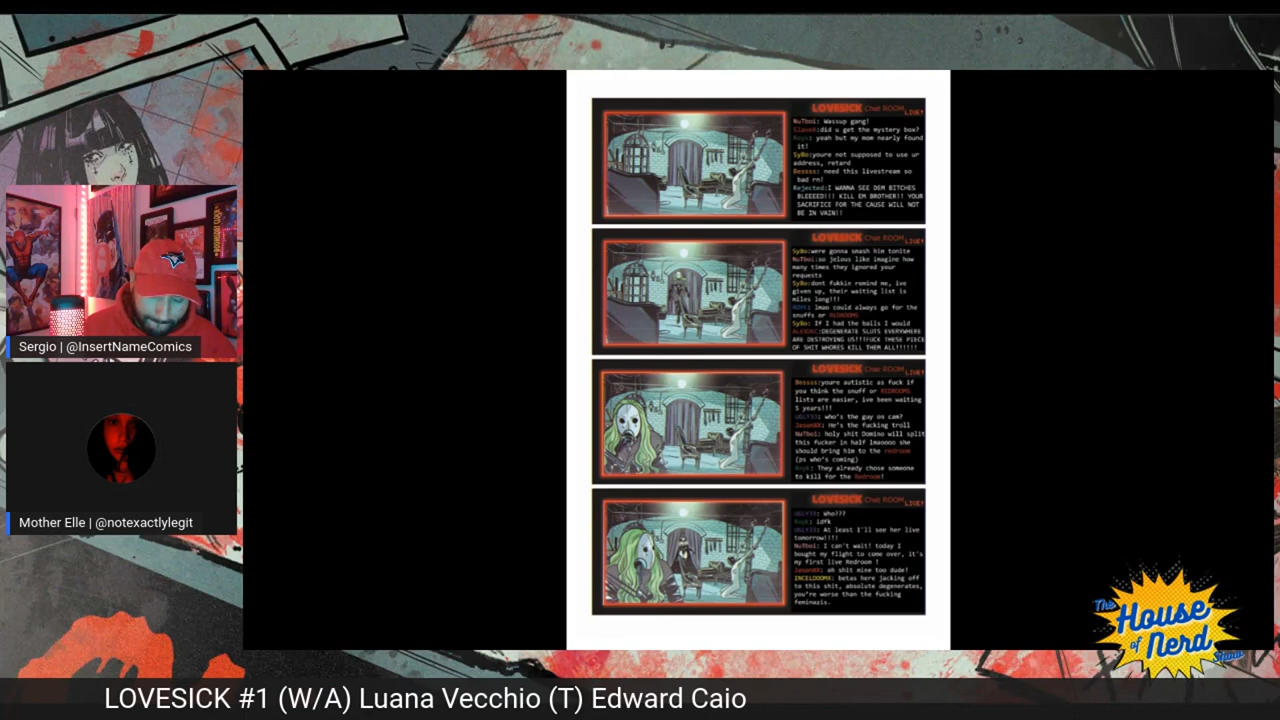 LOVESICK Chat ROOM LIVE!
NuTboi: Wassup gang!
did u get the mystery box?
yeah but my mom nearly found
it!
SyBo:youre not supposed to use ur
address, retard
Bessss: need this livestream so
bad rn!
Rejected:I WANNA SEE DEM BITCHES
BLEEEED!!! KILL EM BROTHER!! YOUR
SACRIFICE FOR THE CAUSE WILL NOT
BE IN VAIN!!
LOVESICK Chat ROOM LIVE!
SyBo:were gonna smash him tonite
NuTboi:so jelous like imagine how
many times they ignored your
requests
SyBo:dont fukkin remind me, ive
given up, their waiting list is
miles long!!!
lmao could always go for the
snuffs or REDROOMS
SyBo: If I had the balls I would
DEGENERATE SLUTS EVERYWHERE
ARE DESTROYING US!!!FUCK THESE PIECE
OF SHIT WHORES KILL THEM ALL!!!!!!
LOVESICK Chat ROOM LIVE!
Bessss:youre autistic as fuck if
you think the snuff or REDROOMS
lists are easier, ive been waiting
5 years!!!
UGLY33: who's the guy on cam?
JasonXX: He's the fucking troll
NuTboi: holy shit Domino will split
this fucker in half lmaoooo she
should bring him to the redroom
(ps who's coming)
They already chose someone
to kill for the Redroom!
LOVESICK Chat ROOM LIVE!
UGLY33: Who???
idfk
UGLY33: At least I'll see her live
tomorrow!!!!
NuTboi: I can't wait! today I
bought my flight to come over, it's
my first live Redroom !
JasonXX: ah shit mine too dude!
INCELDOOMX: betas here jacking off
to this shit, absolute degenerates,
you're worse than the fucking
feminazis.
Sergio | @InsertNameComics
Mother Elle | @notexactlylegit
The
House
of
Nerd
Show
LOVESICK #1 (W/A) Luana Vecchio (T) Edward Caio